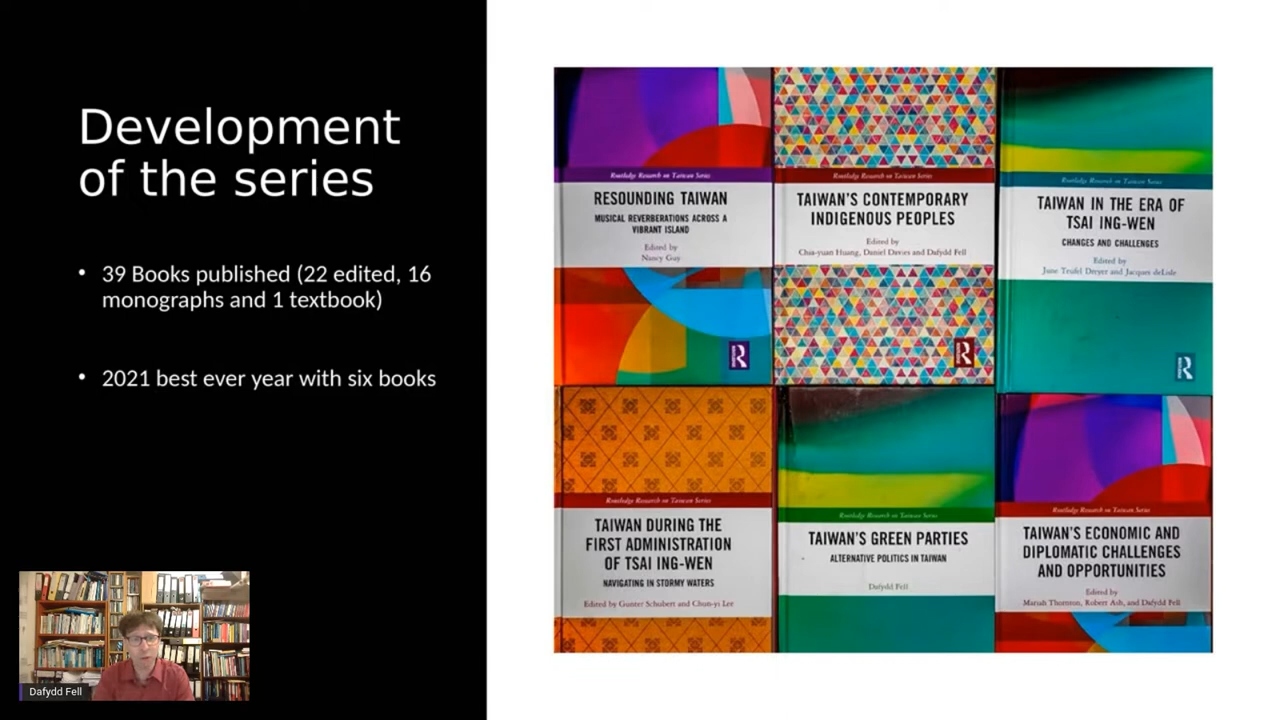 Development
of the series
• 39 Books published (22 edited, 16
monographs and 1 textbook)
• 2021 best ever year with six books
Routledge Research on Taiwan Series
RESOUNDING TAIWAN
MUSICAL REVERBERATIONS ACROSS A
VIBRANT ISLAND
Edited by
Nancy Guy
R
Routledge Research on Taiwan Series
TAIWAN'S CONTEMPORARY
INDIGENOUS PEOPLES
Edited by
Chia-yuan Huang, Daniel Davies and Dafydd Fell
R
Routledge Research on Taiwan Series
TAIWAN IN THE ERA OF
TSAI ING-WEN
CHANGES AND CHALLENGES
Edited by
June Teufel Dreyer and Jacques deLisle
R
Routledge Research on Taiwan Series
TAIWAN DURING THE
FIRST ADMINISTRATION
OF TSAI ING-WEN
NAVIGATING IN STORMY WATERS
Edited by Gunter Schubert and Chun-yi Lee
Routledge Research on Taiwan Series
TAIWAN'S GREEN PARTIES
ALTERNATIVE POLITICS IN TAIWAN
Dafydd Fell
Routledge Research on Taiwan Series
TAIWAN'S ECONOMIC AND
DIPLOMATIC CHALLENGES
AND OPPORTUNITIES
Edited by
Mariah Thornton, Robert Ash, and Dafydd Fell
Dafydd Fell